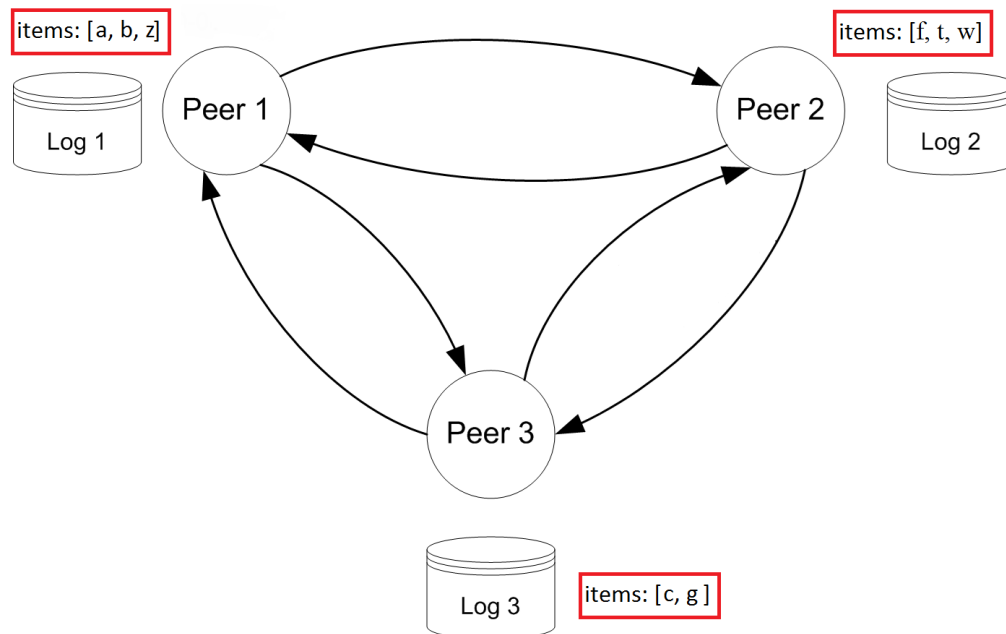 items: [a, b, z]
items: [f, t, w]
Peer 1
Peer 2
Log 1
Log 2
Peer 3
Log 3
items: [c, g ]